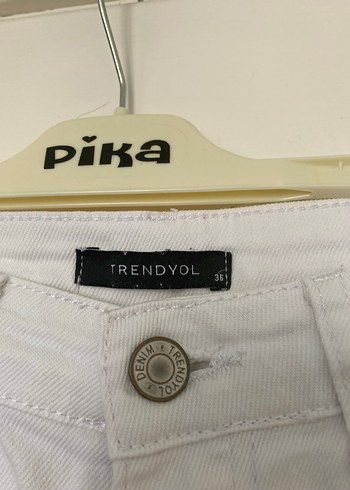 pika
TRENDYOL
36
DENIM • TRENDYOL •